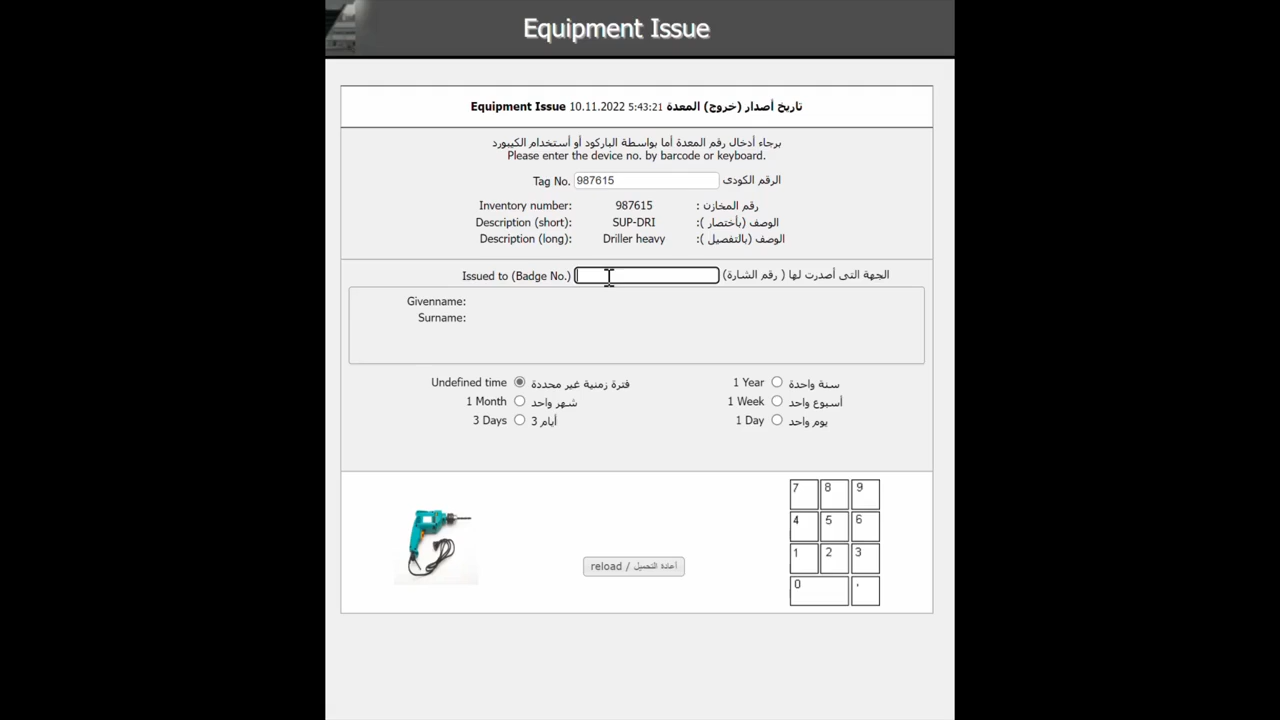 Equipment Issue
Equipment Issue 10.11.2022 5:43:21 تاريخ أصدار (خروج) المعدة
برجاء أدخال رقم المعدة أما بواسطة الباركود أو أستخدام الكيبورد
Please enter the device no. by barcode or keyboard.
Tag No. 987615 الرقم الكودى
Inventory number: 987615 رقم المخازن :
Description (short): SUP-DRI الوصف (بأختصار ):
Description (long): Driller heavy الوصف (بالتفصيل ):
Issued to (Badge No.) الجهة التى أصدرت لها ( رقم الشارة)
Givenname:
Surname:
Undefined time فترة زمنية غير محددة 1 Year سنة واحدة
1 Month شهر واحد 1 Week أسبوع واحد
3 Days 3 أيام 1 Day يوم واحد
7 8 9
4 5 6
1 2 3
0 .
reload / أعادة التحميل